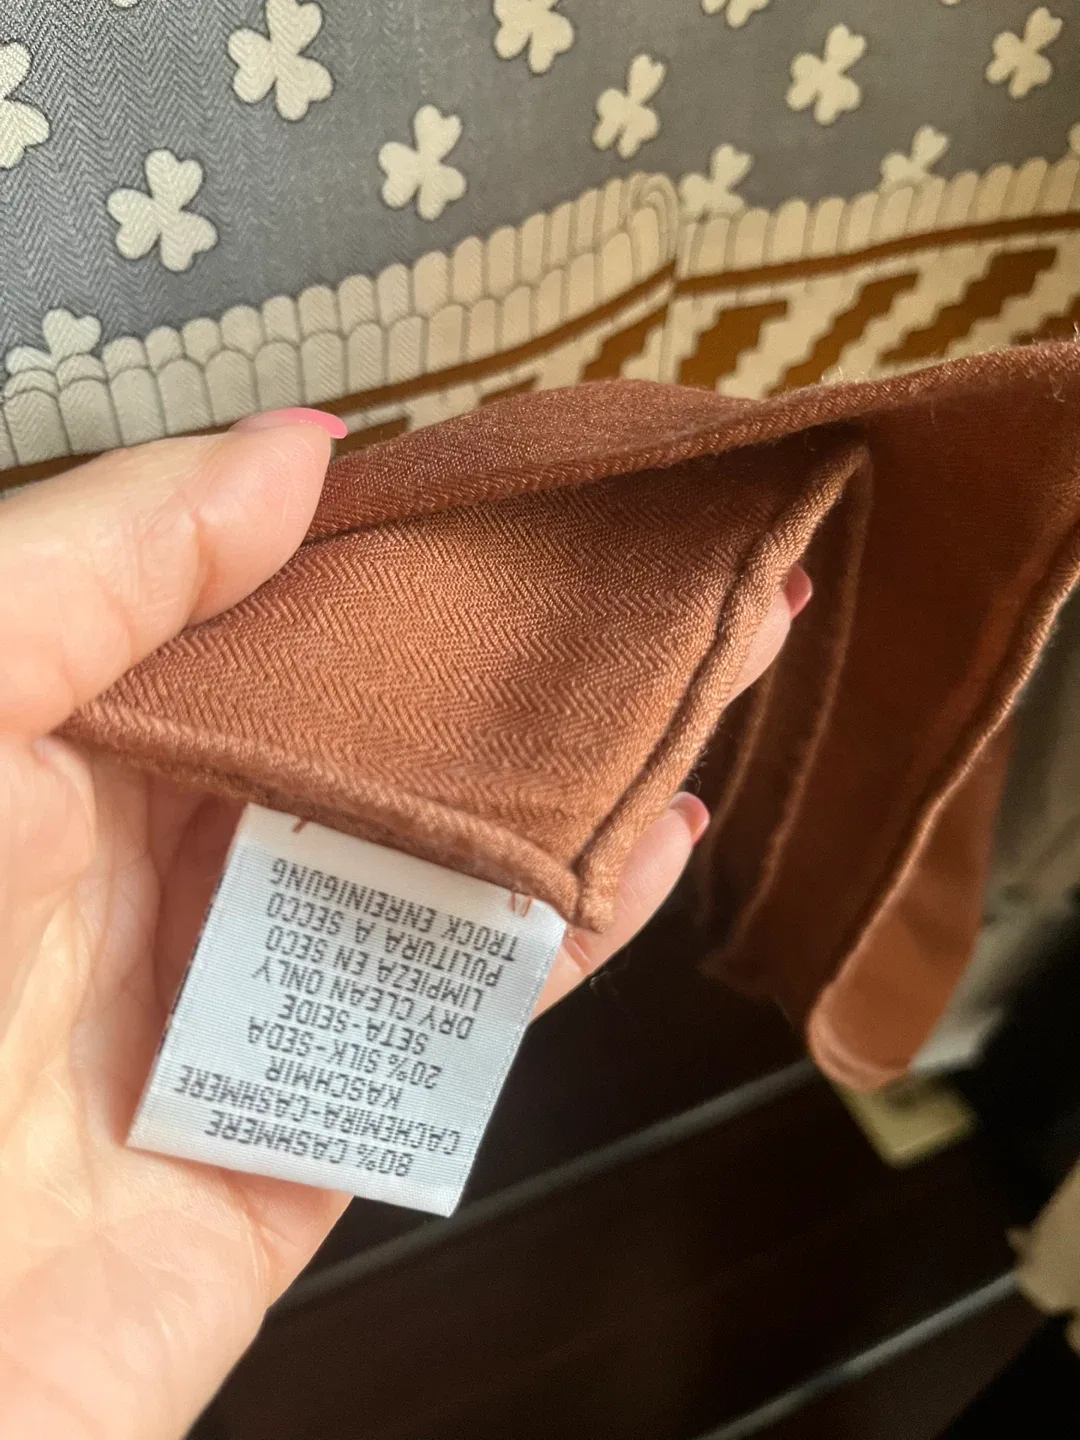 80% CASHMERE
CACHEMIRA-CASHMERE
KASCHMIR
20% SILK-SEDA
SETA-SEIDE
DRY CLEAN ONLY
LIMPIEZA EN SECO
PULITURA A SECCO
TROCK ENREINIGUNG